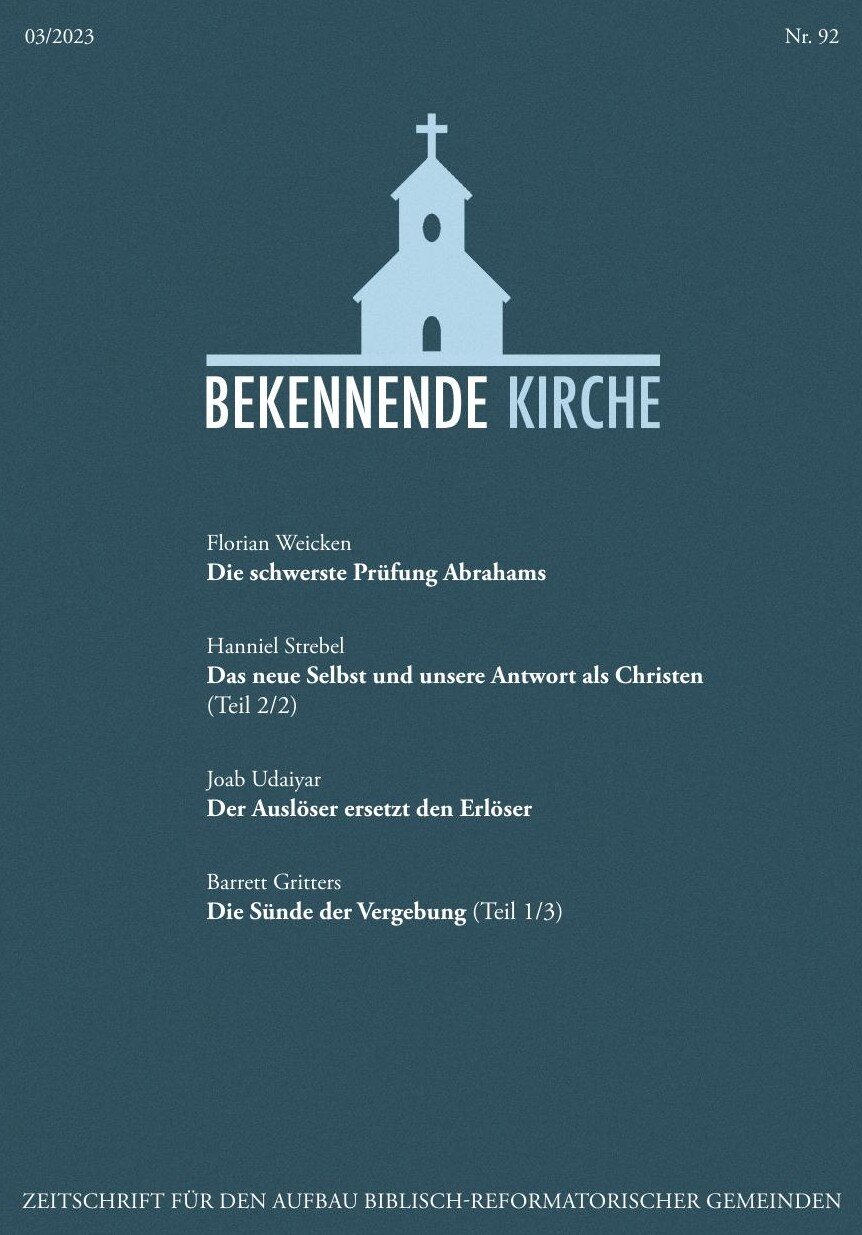 03/2023
Nr. 92
BEKENNENDE KIRCHE
Florian Weicken
Die schwerste Prüfung Abrahams
Hanniel Strebel
Das neue Selbst und unsere Antwort als Christen
(Teil 2/2)
Joab Udaiyar
Der Auslöser ersetzt den Erlöser
Barrett Gritters
Die Sünde der Vergebung (Teil 1/3)
ZEITSCHRIFT FÜR DEN AUFBAU BIBLISCH-REFORMATORISCHER GEMEINDEN